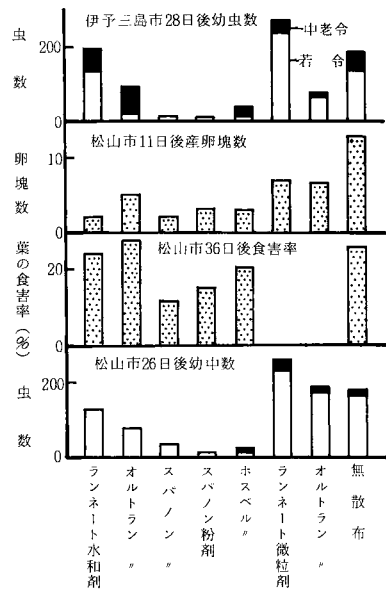 伊予三島市28日後幼虫数
虫数
200
0
中老令
若令
松山市11日後産卵塊数
卵塊数
10
0
松山市36日後食害率
葉の食害率(%)
20
0
松山市26日後幼中数
虫数
200
0
ランネート水和剤
オルトラン 〃
スパノン 〃
スパノン粉剤
ホスベル〃
ランネート微粒剤
オルトラン 〃
無散布